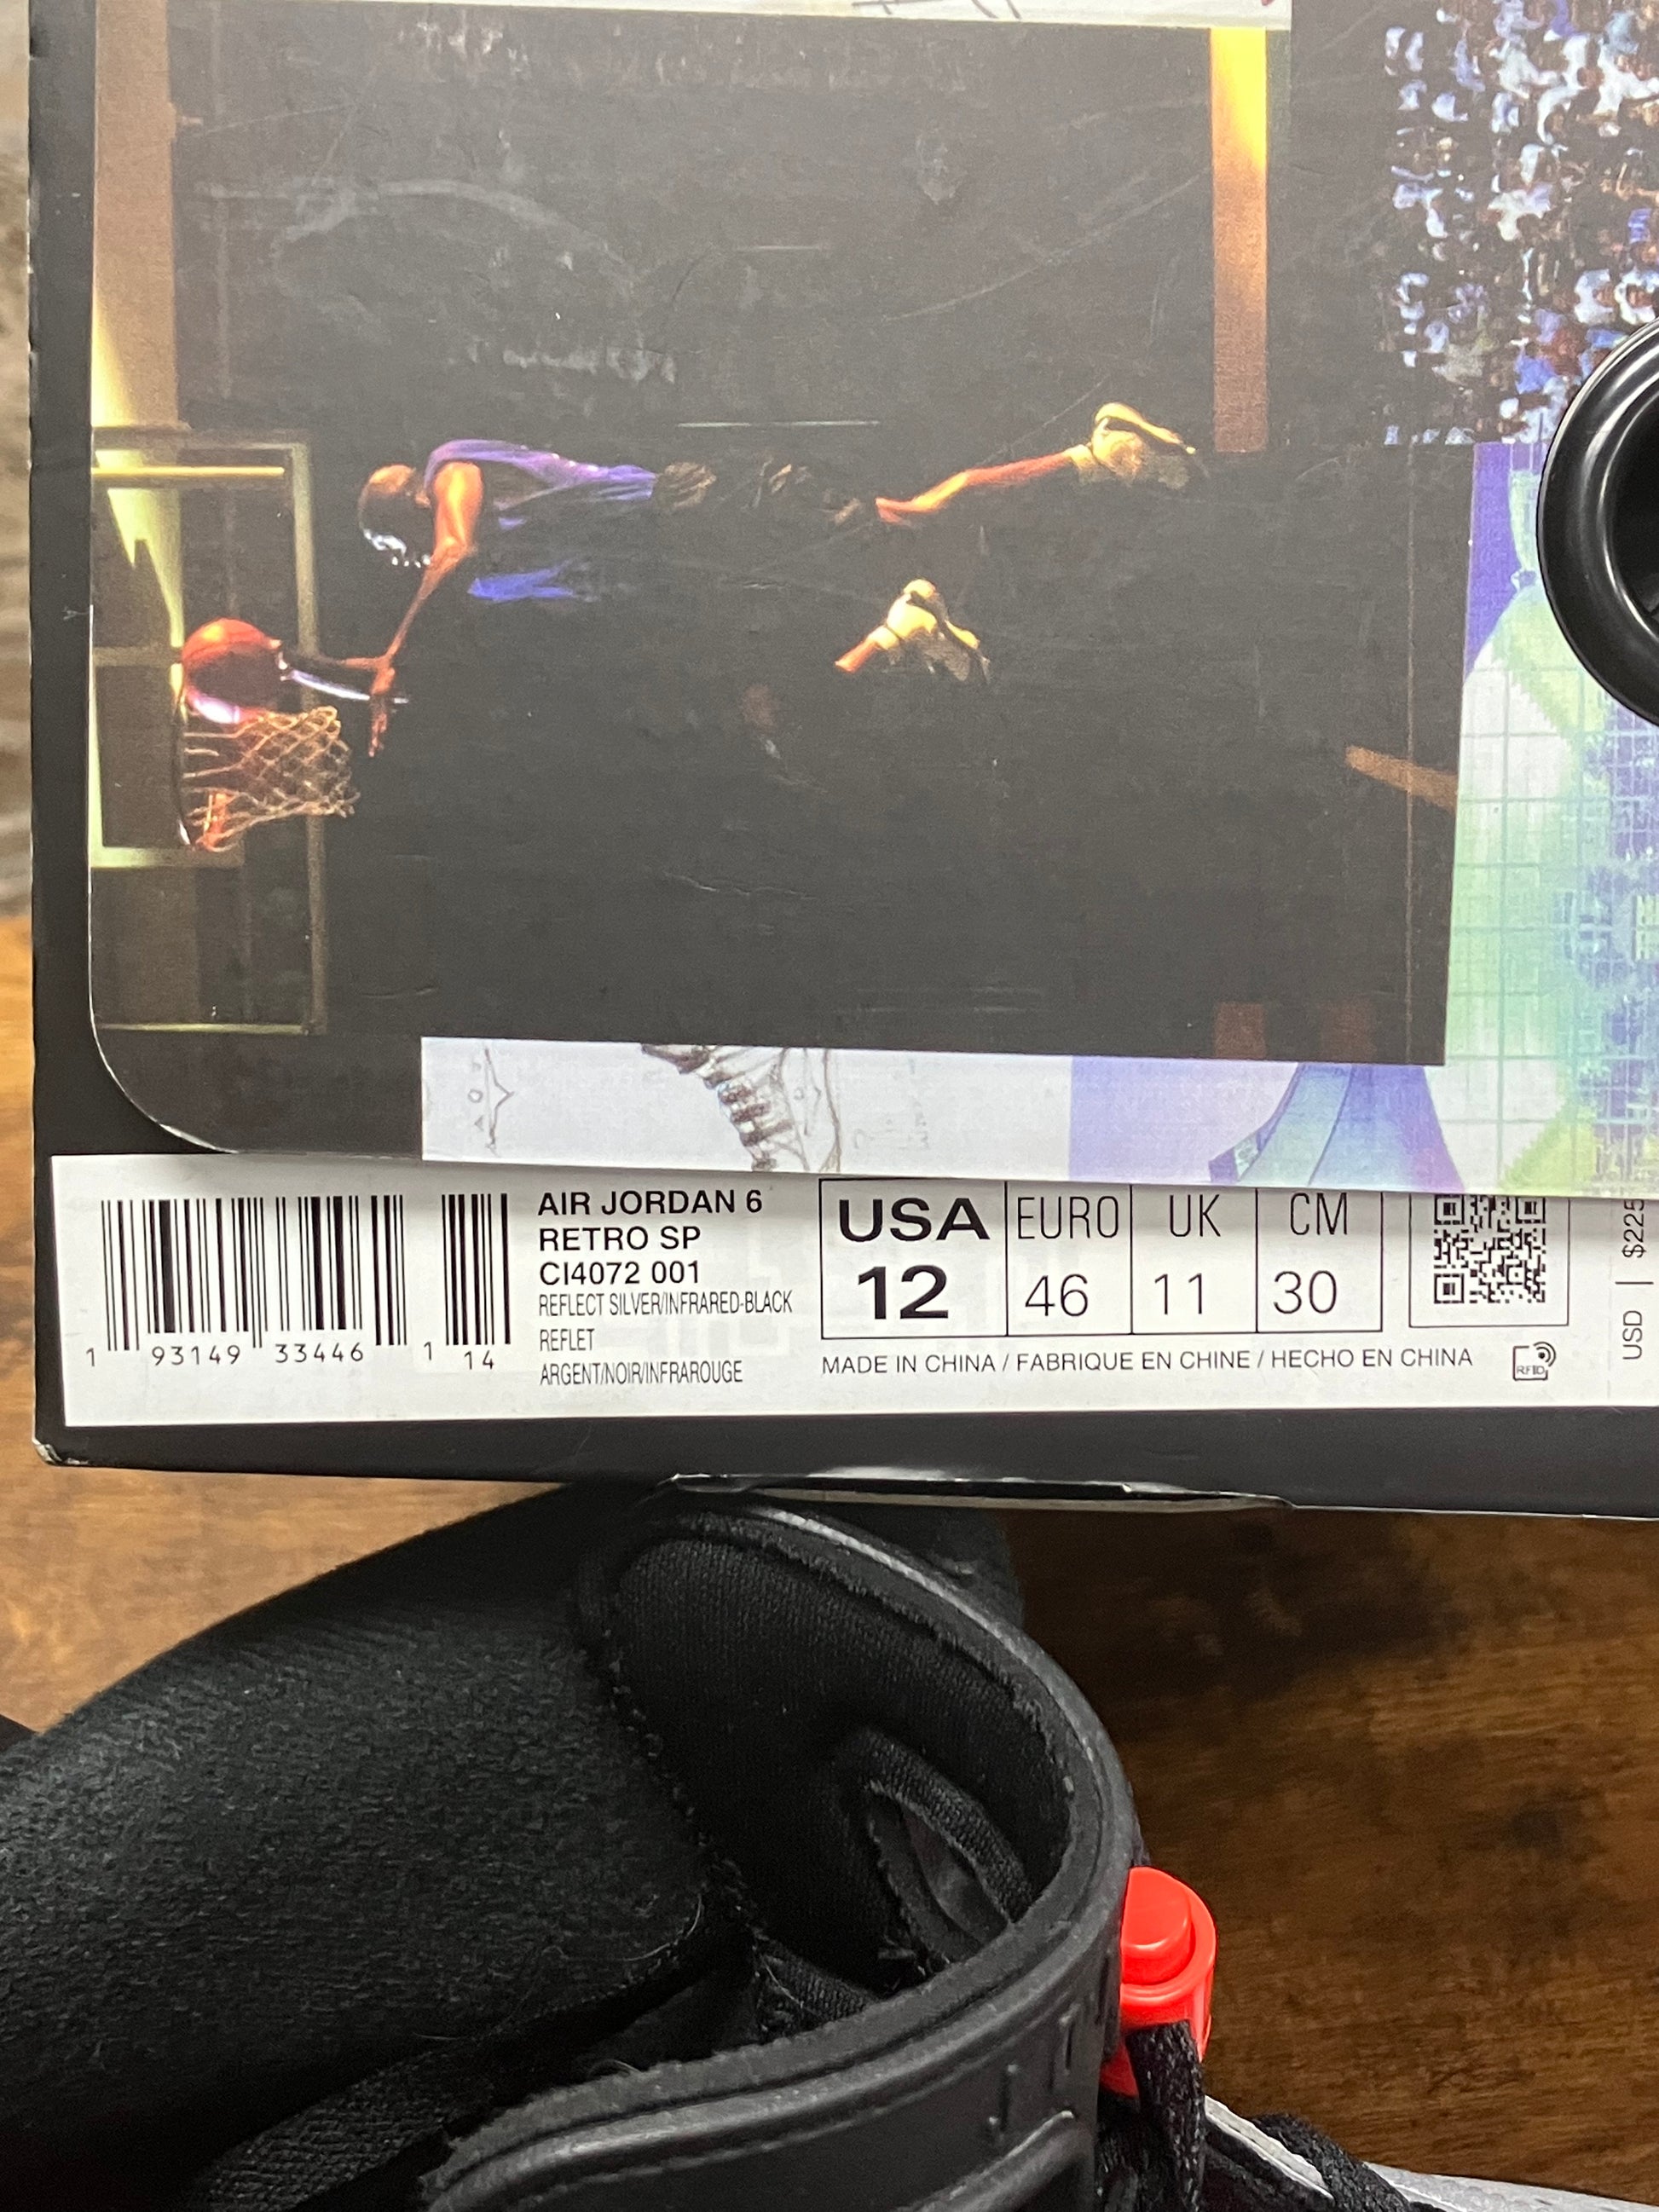 AIR JORDAN 6
RETRO SP
CI4072 001
REFLECT SILVER/INFRARED-BLACK
REFLET
ARGENT/NOIR/INFRAROUGE
1 93149 33446 1 14
USA EURO UK CM
12 46 11 30
MADE IN CHINA / FABRIQUE EN CHINE / HECHO EN CHINA
RFID
USD | $225